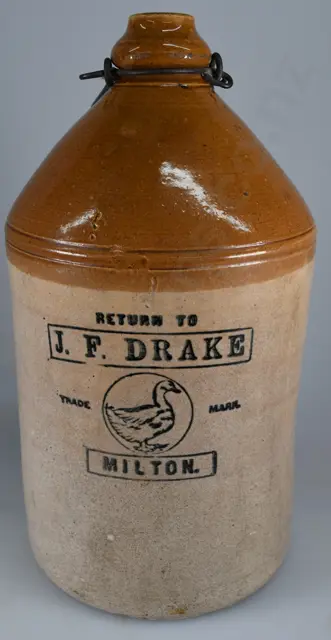 RETURN TO
J. F. DRAKE
TRADE MARK.
MILTON.